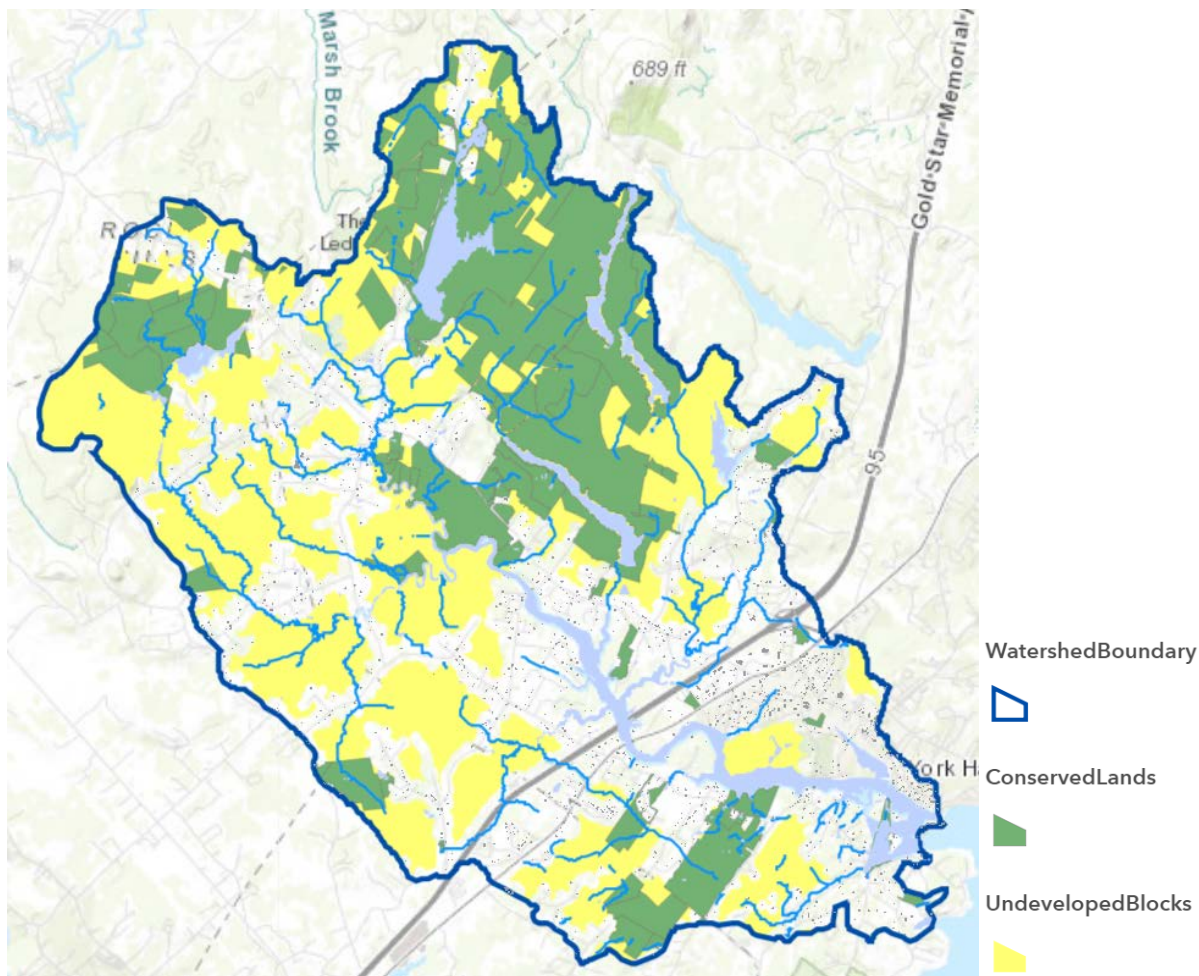 Marsh Brook
689 ft
Gold Star Memorial
The
Led
95
York H
WatershedBoundary
ConservedLands
UndevelopedBlocks